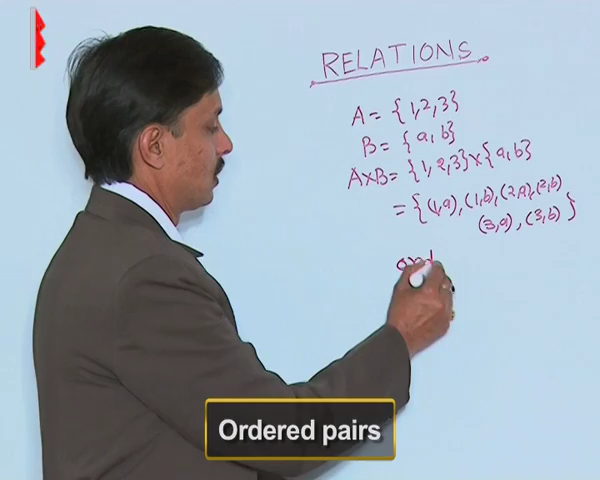 RELATIONS
A = {1,2,3}
B = {a,b}
A×B = {1,2,3}×{a,b}
= {(1,a),(1,b),(2,a),(2,b)
(3,a),(3,b)}
Ordered pairs